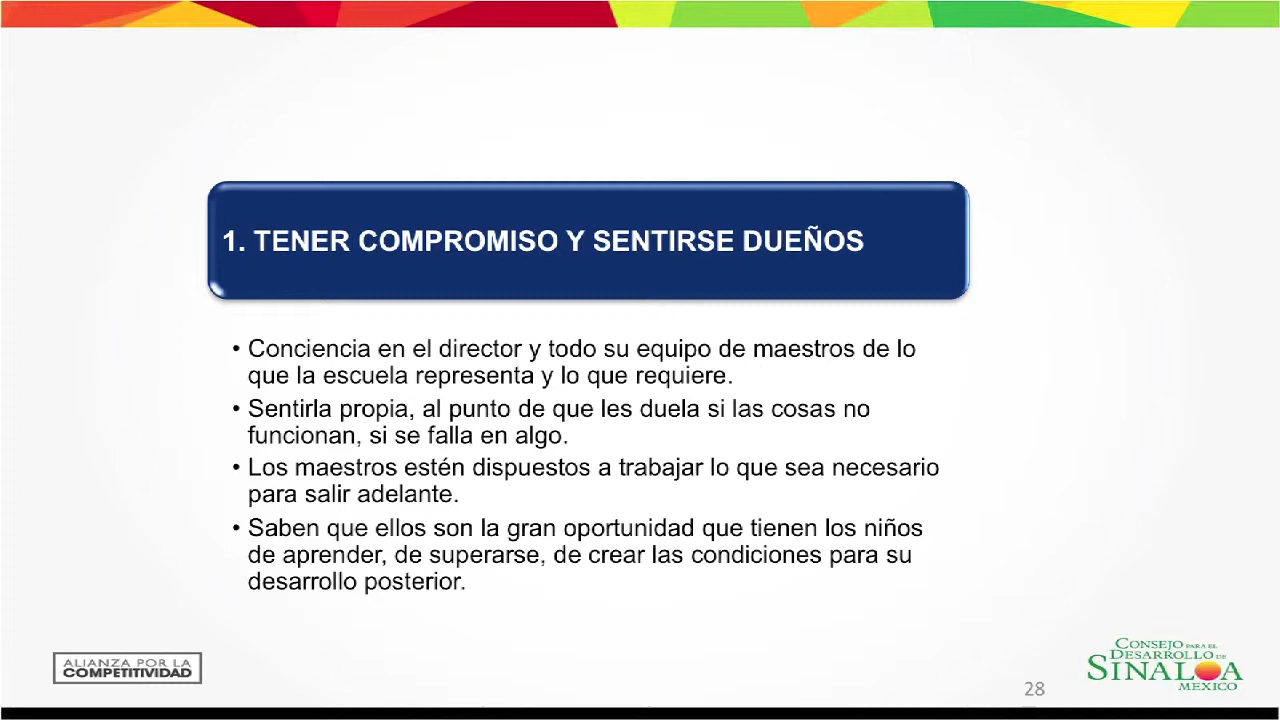 1. TENER COMPROMISO Y SENTIRSE DUEÑOS
• Conciencia en el director y todo su equipo de maestros de lo
que la escuela representa y lo que requiere.
• Sentirla propia, al punto de que les duela si las cosas no
funcionan, si se falla en algo.
• Los maestros estén dispuestos a trabajar lo que sea necesario
para salir adelante.
• Saben que ellos son la gran oportunidad que tienen los niños
de aprender, de superarse, de crear las condiciones para su
desarrollo posterior.
ALIANZA POR LA
COMPETITIVIDAD
28
CONSEJO PARA EL
DESARROLLO DE
SINALOA
MÉXICO